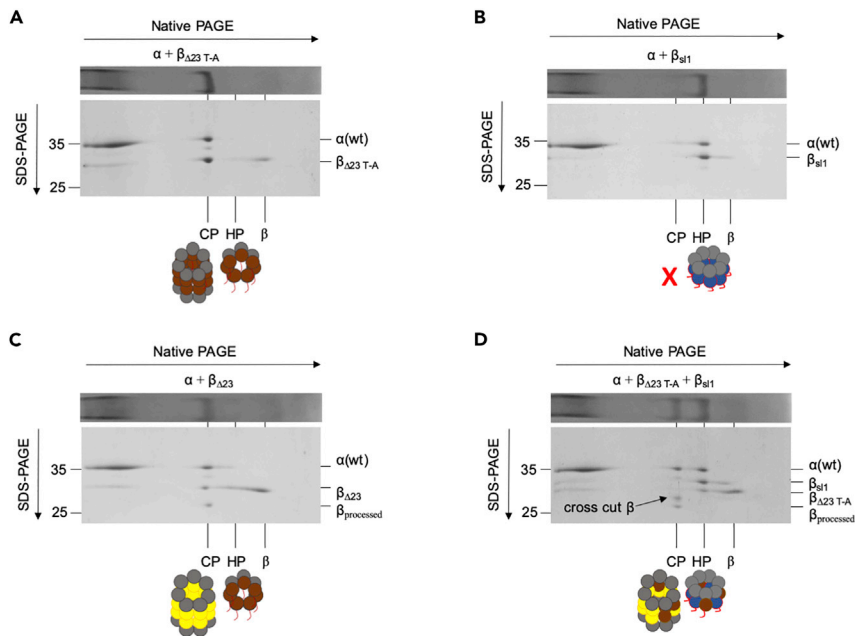 A
Native PAGE
α + βΔ23 T-A
SDS-PAGE
35
25
α(wt)
βΔ23 T-A
CP HP β
B
Native PAGE
α + βsl1
SDS-PAGE
35
25
α(wt)
βsl1
CP HP β
X
C
Native PAGE
α + βΔ23
SDS-PAGE
35
25
α(wt)
βΔ23
βprocessed
CP HP β
D
Native PAGE
α + βΔ23 T-A + βsl1
SDS-PAGE
35
25
cross cut β
α(wt)
βsl1
βΔ23 T-A
βprocessed
CP HP β